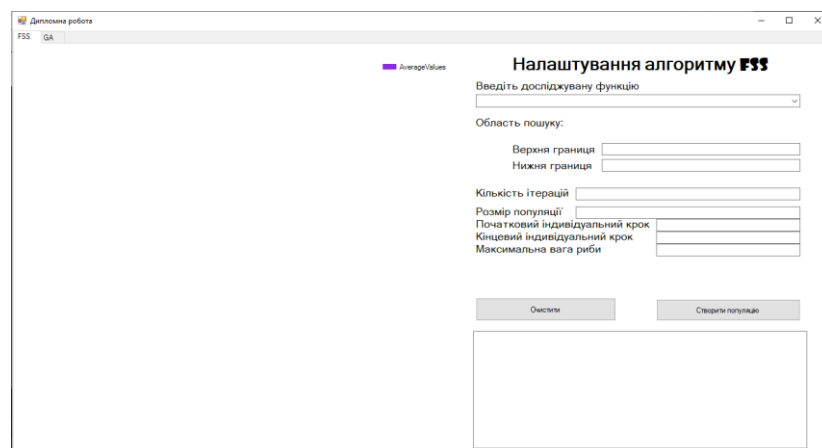 Дипломна робота
FSS GA
AverageValues
Налаштування алгоритму FSS
Введіть досліджувану функцію
Область пошуку:
Верхня границя
Нижня границя
Кількість ітерацій
Розмір популяції
Початковий індивідуальний крок
Кінцевий індивідуальний крок
Максимальна вага риби
Очистити
Створити популяцію